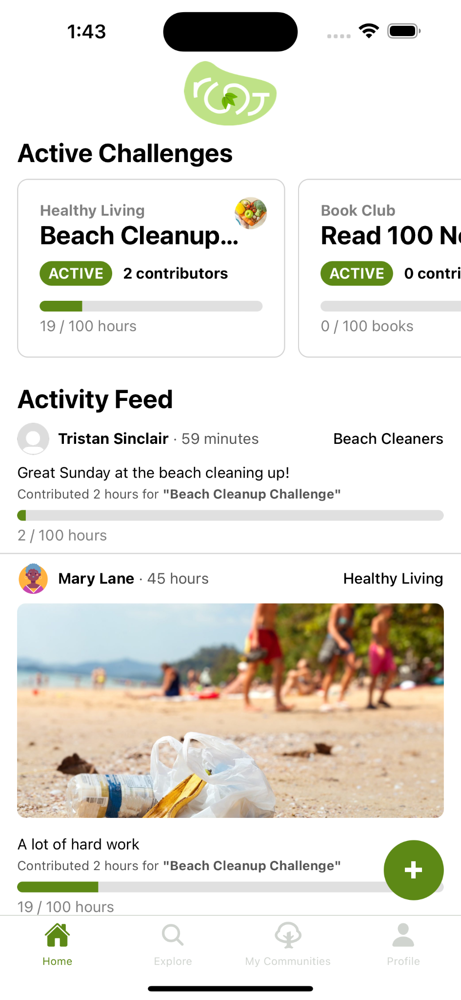 1:43
root
Active Challenges
Healthy Living
Beach Cleanup...
ACTIVE 2 contributors
19 / 100 hours
Book Club
Read 100 No
ACTIVE 0 contri
0 / 100 books
Activity Feed
Tristan Sinclair · 59 minutes Beach Cleaners
Great Sunday at the beach cleaning up!
Contributed 2 hours for "Beach Cleanup Challenge"
2 / 100 hours
Mary Lane · 45 hours Healthy Living
A lot of hard work
Contributed 2 hours for "Beach Cleanup Challenge"
19 / 100 hours
Home Explore My Communities Profile